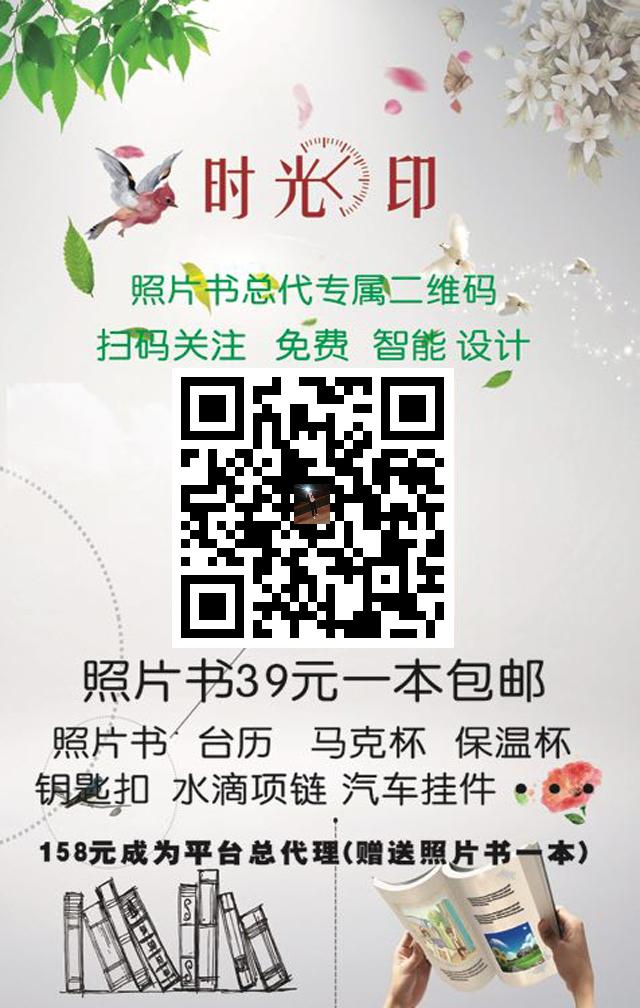 时光印
照片书总代专属二维码
扫码关注 免费 智能 设计
照片书39元一本包邮
照片书 台历 马克杯 保温杯
钥匙扣 水滴项链 汽车挂件
158元成为平台总代理(赠送照片书一本)